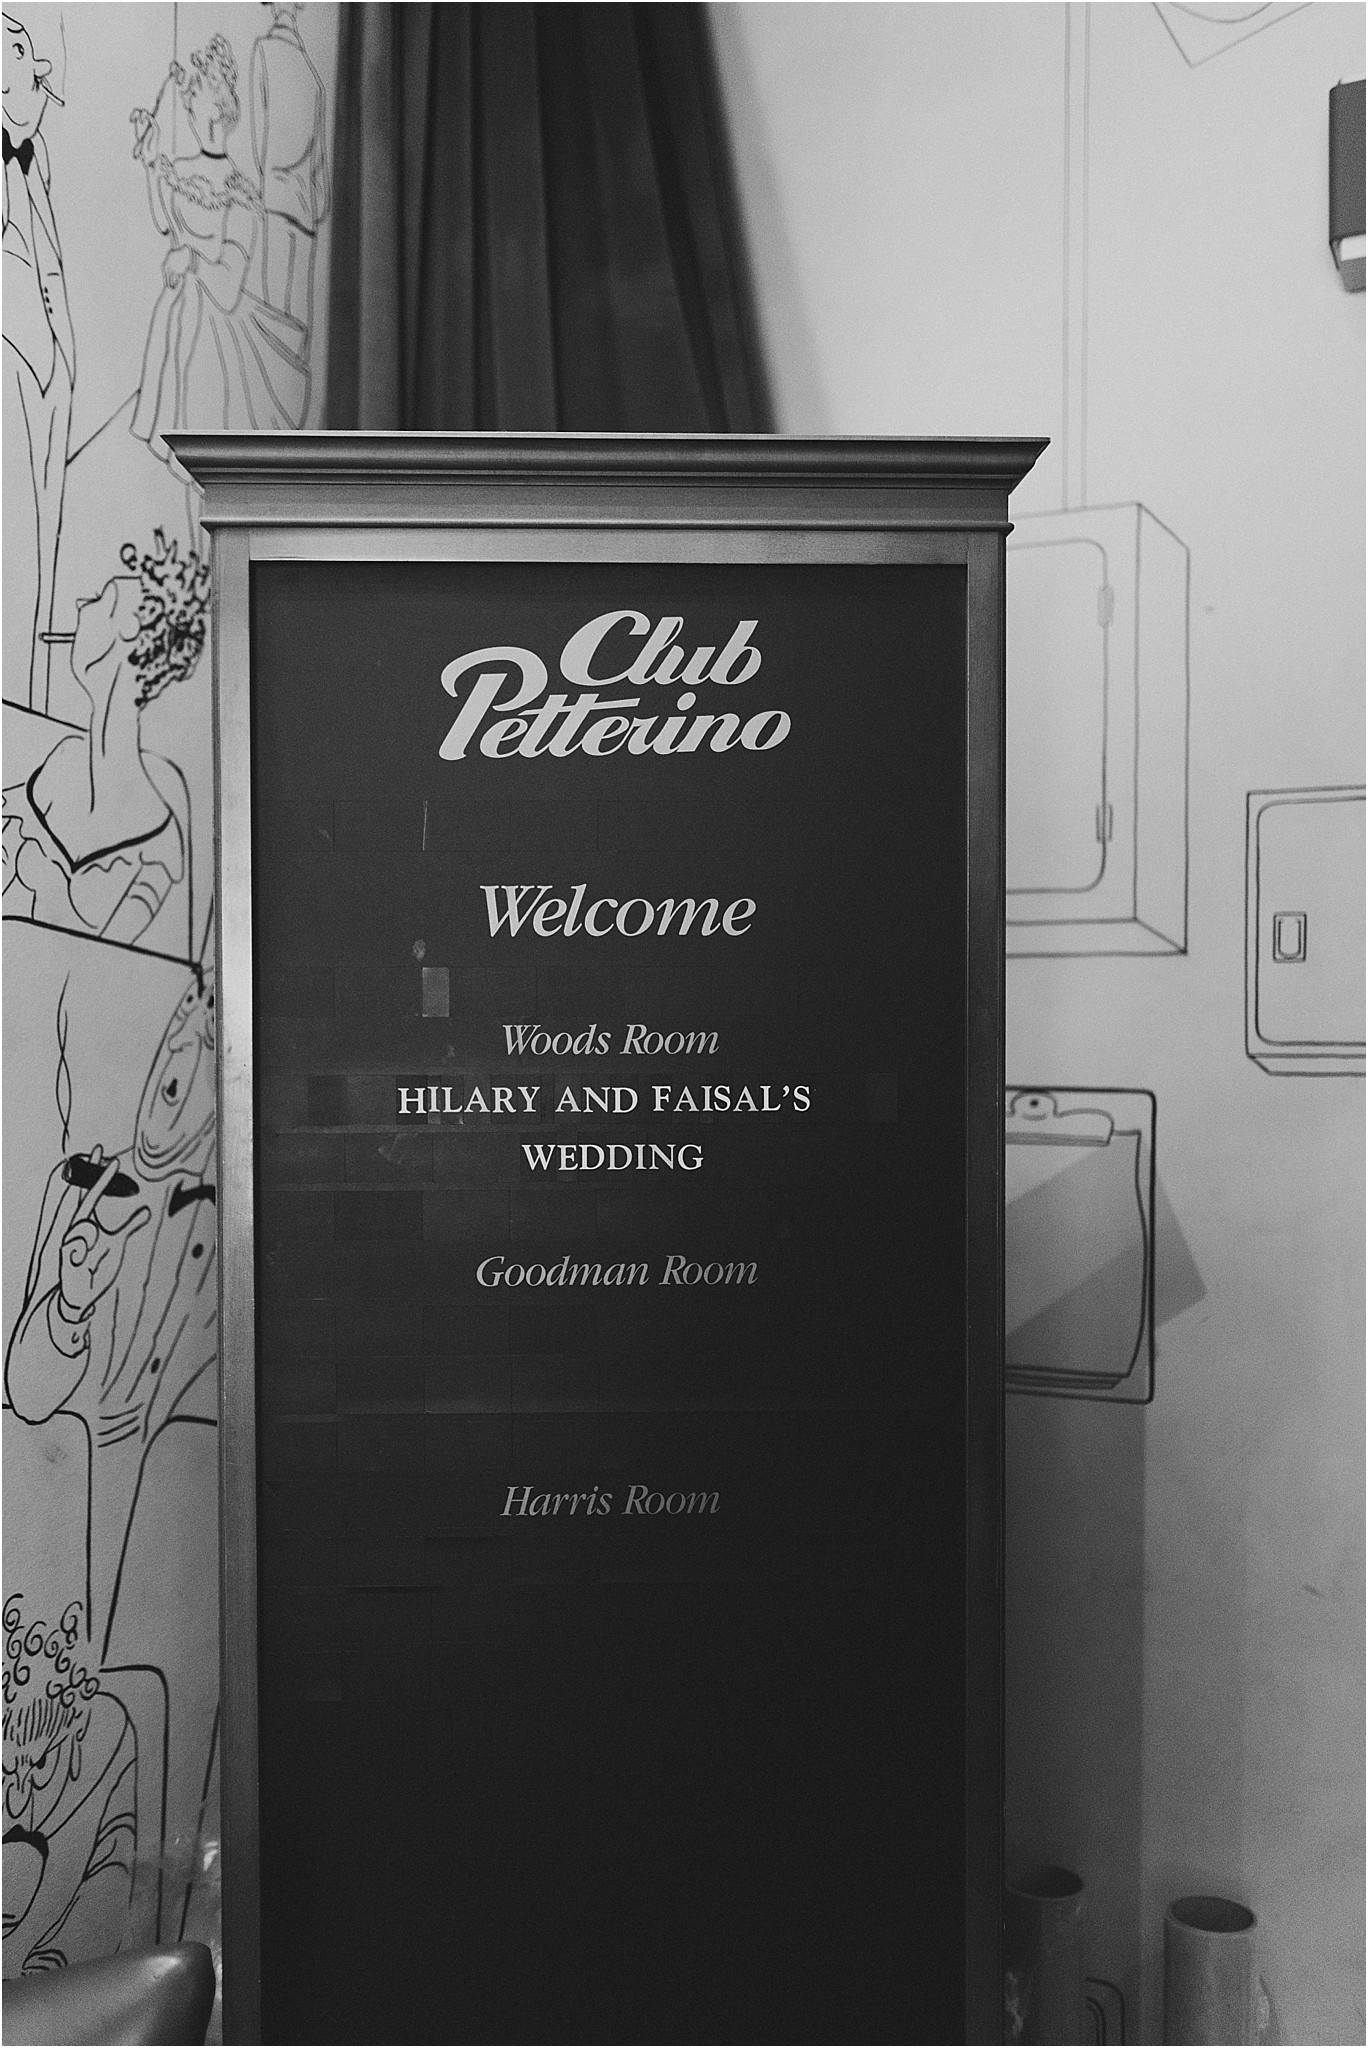 Club
Petterino
Welcome
Woods Room
HILARY AND FAISAL'S
WEDDING
Goodman Room
Harris Room